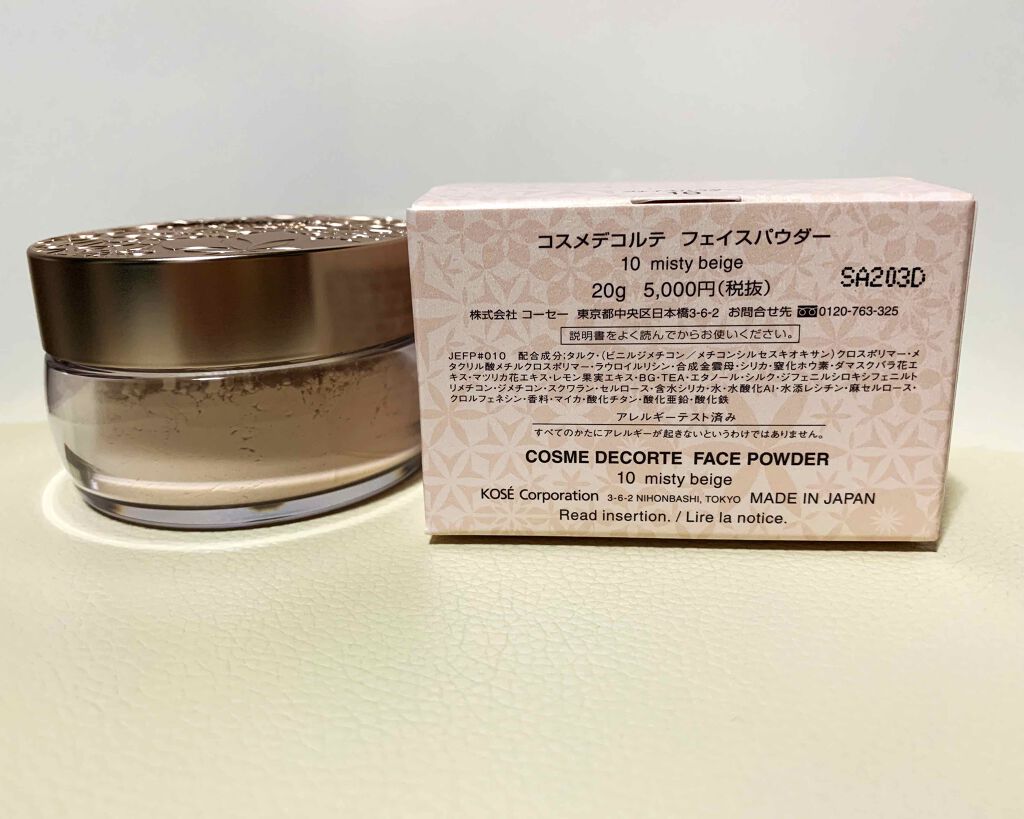 コスメデコルテ フェイスパウダー
10 misty beige
20g 5,000円(税抜)
SA203D
株式会社 コーセー 東京都中央区日本橋3-6-2 お問合せ先 0120-763-325
説明書をよく読んでからお使いください。
JEFP#010 配合成分;タルク・(ビニルジメチコン/メチコンシルセスキオキサン)クロスポリマー・メ
タクリル酸メチルクロスポリマー・ラウロイルリシン・合成金雲母・シリカ・窒化ホウ素・ダマスクバラ花エ
キス・マツリカ花エキス・レモン果実エキス・BG・TEA・エタノール・シルク・ジフェニルシロキシフェニルト
リメチコン・ジメチコン・スクワラン・セルロース・含水シリカ・水・水酸化Al・水添レシチン・麻セルロース・
クロルフェネシン・香料・マイカ・酸化チタン・酸化亜鉛・酸化鉄
アレルギーテスト済み
すべてのかたにアレルギーが起きないというわけではありません。
COSME DECORTE FACE POWDER
10 misty beige
KOSÉ Corporation 3-6-2 NIHONBASHI, TOKYO MADE IN JAPAN
Read insertion. / Lire la notice.